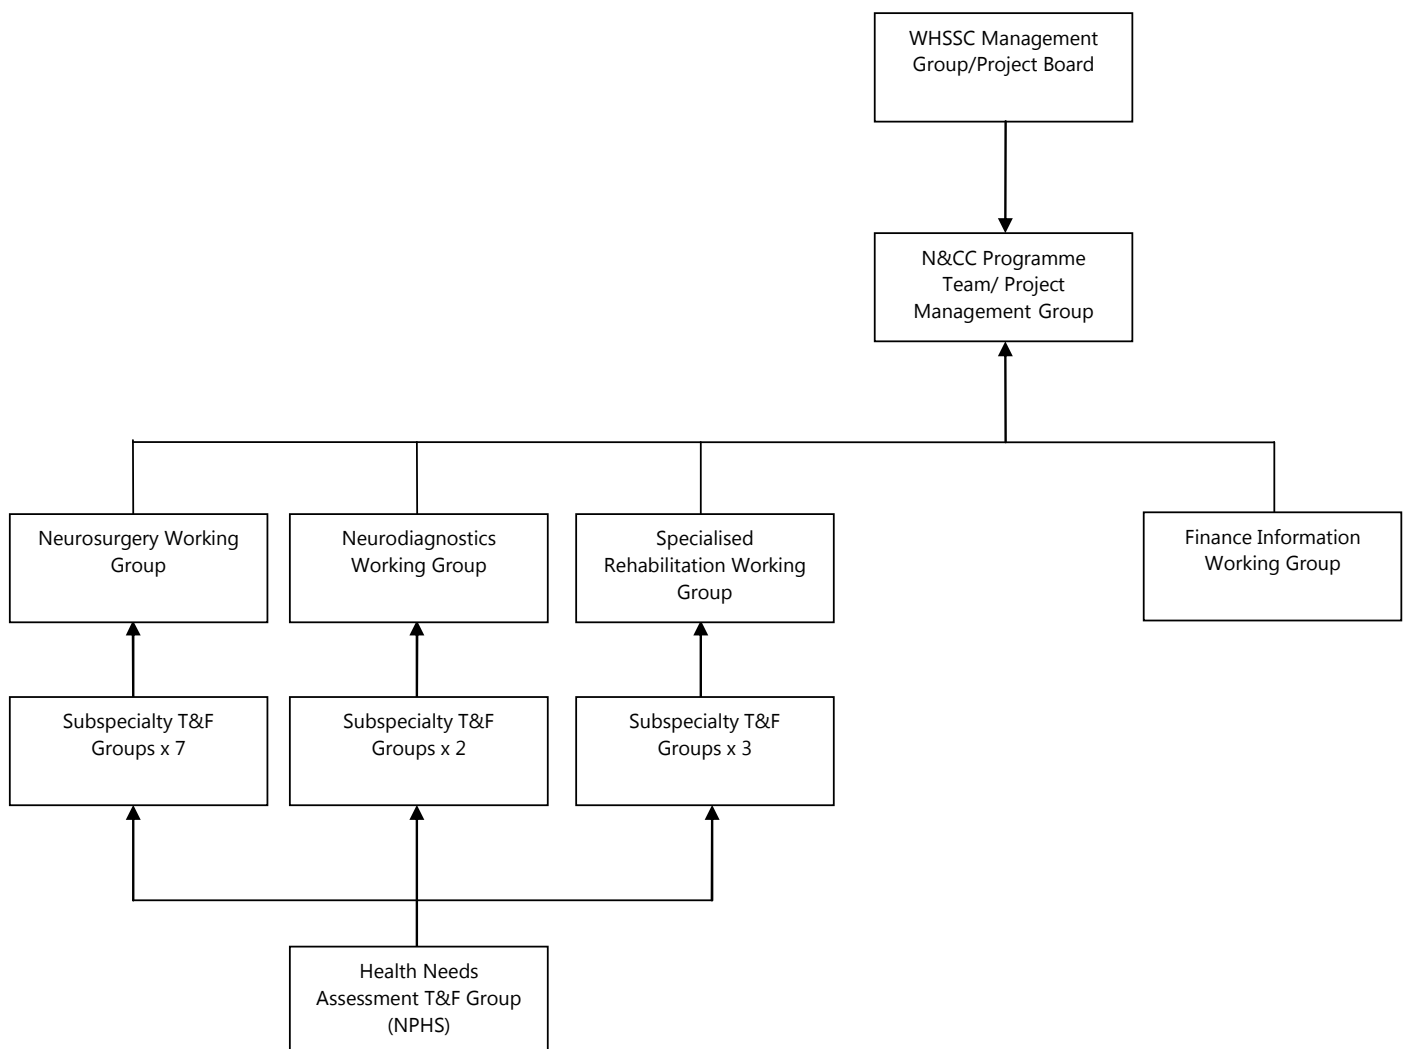 WHSSC Management
Group/Project Board
N&CC Programme
Team/ Project
Management Group
Neurosurgery Working
Group
Neurodiagnostics
Working Group
Specialised
Rehabilitation Working
Group
Finance Information
Working Group
Subspecialty T&F
Groups x 7
Subspecialty T&F
Groups x 2
Subspecialty T&F
Groups x 3
Health Needs
Assessment T&F Group
(NPHS)